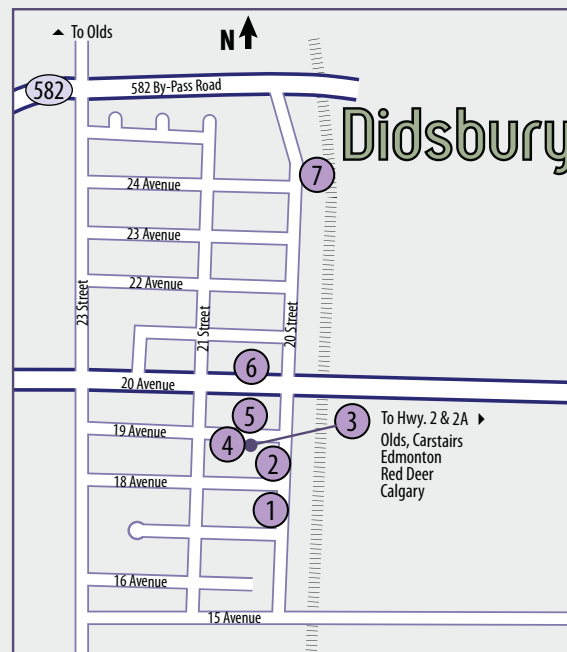 To Olds
N
582
582 By-Pass Road
Didsbury
7
24 Avenue
23 Avenue
22 Avenue
23 Street
21 Street
20 Street
6
20 Avenue
5
3
To Hwy. 2 & 2A
Olds, Carstairs
Edmonton
Red Deer
Calgary
19 Avenue
4
2
18 Avenue
1
16 Avenue
15 Avenue